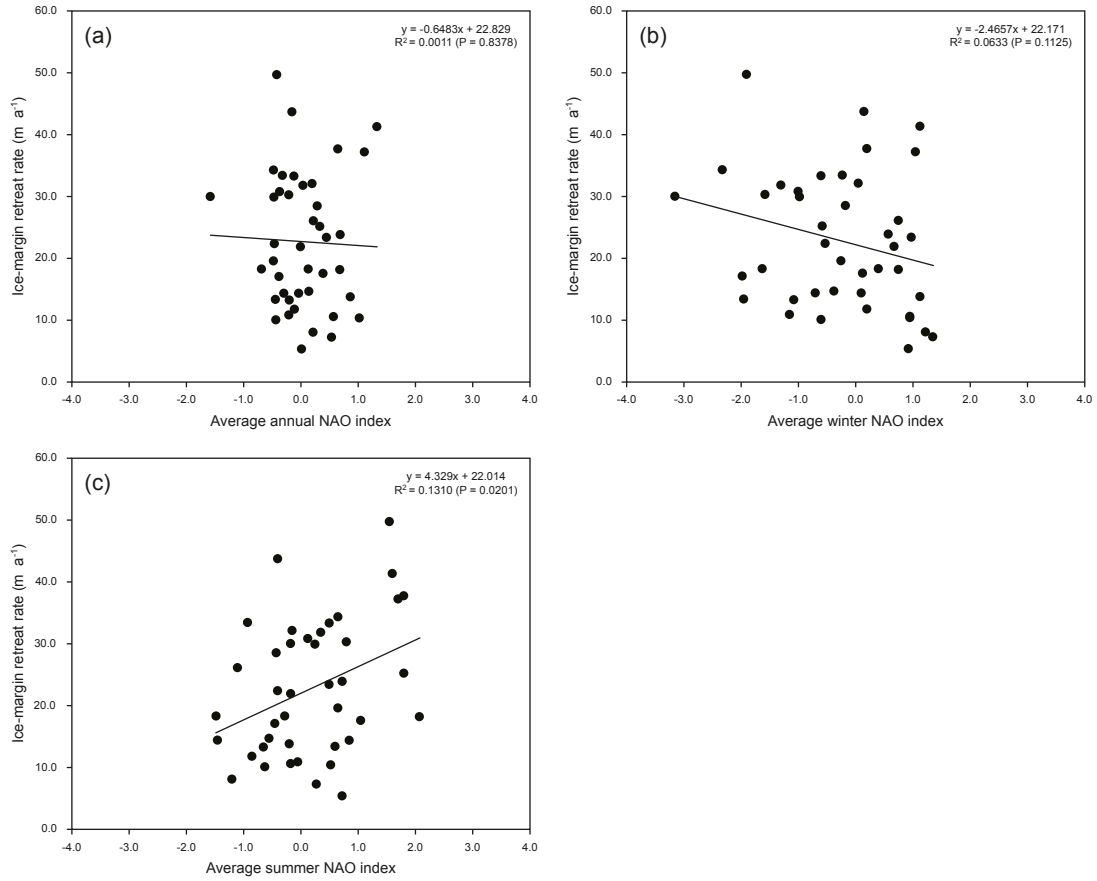 (a)
y = -0.6483x + 22.829
R² = 0.0011 (P = 0.8378)
60.0
50.0
40.0
30.0
20.0
10.0
0.0
Ice-margin retreat rate (m a⁻¹)
-4.0 -3.0 -2.0 -1.0 0.0 1.0 2.0 3.0 4.0
Average annual NAO index
(b)
y = -2.4657x + 22.171
R² = 0.0633 (P = 0.1125)
60.0
50.0
40.0
30.0
20.0
10.0
0.0
Ice-margin retreat rate (m a⁻¹)
-4.0 -3.0 -2.0 -1.0 0.0 1.0 2.0 3.0 4.0
Average winter NAO index
(c)
y = 4.329x + 22.014
R² = 0.1310 (P = 0.0201)
60.0
50.0
40.0
30.0
20.0
10.0
0.0
Ice-margin retreat rate (m a⁻¹)
-4.0 -3.0 -2.0 -1.0 0.0 1.0 2.0 3.0 4.0
Average summer NAO index